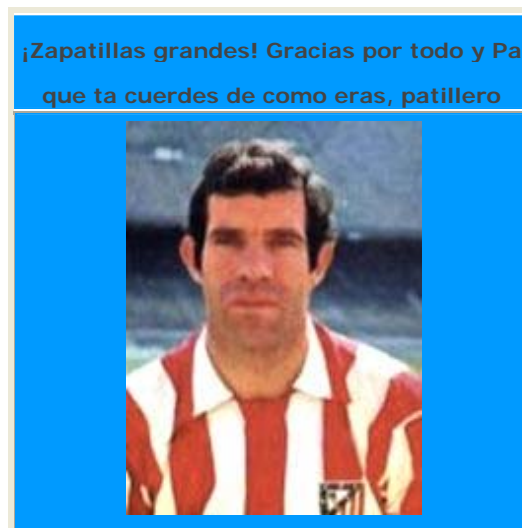 ¡Zapatillas grandes! Gracias por todo y Pa
que ta cuerdes de como eras, patillero